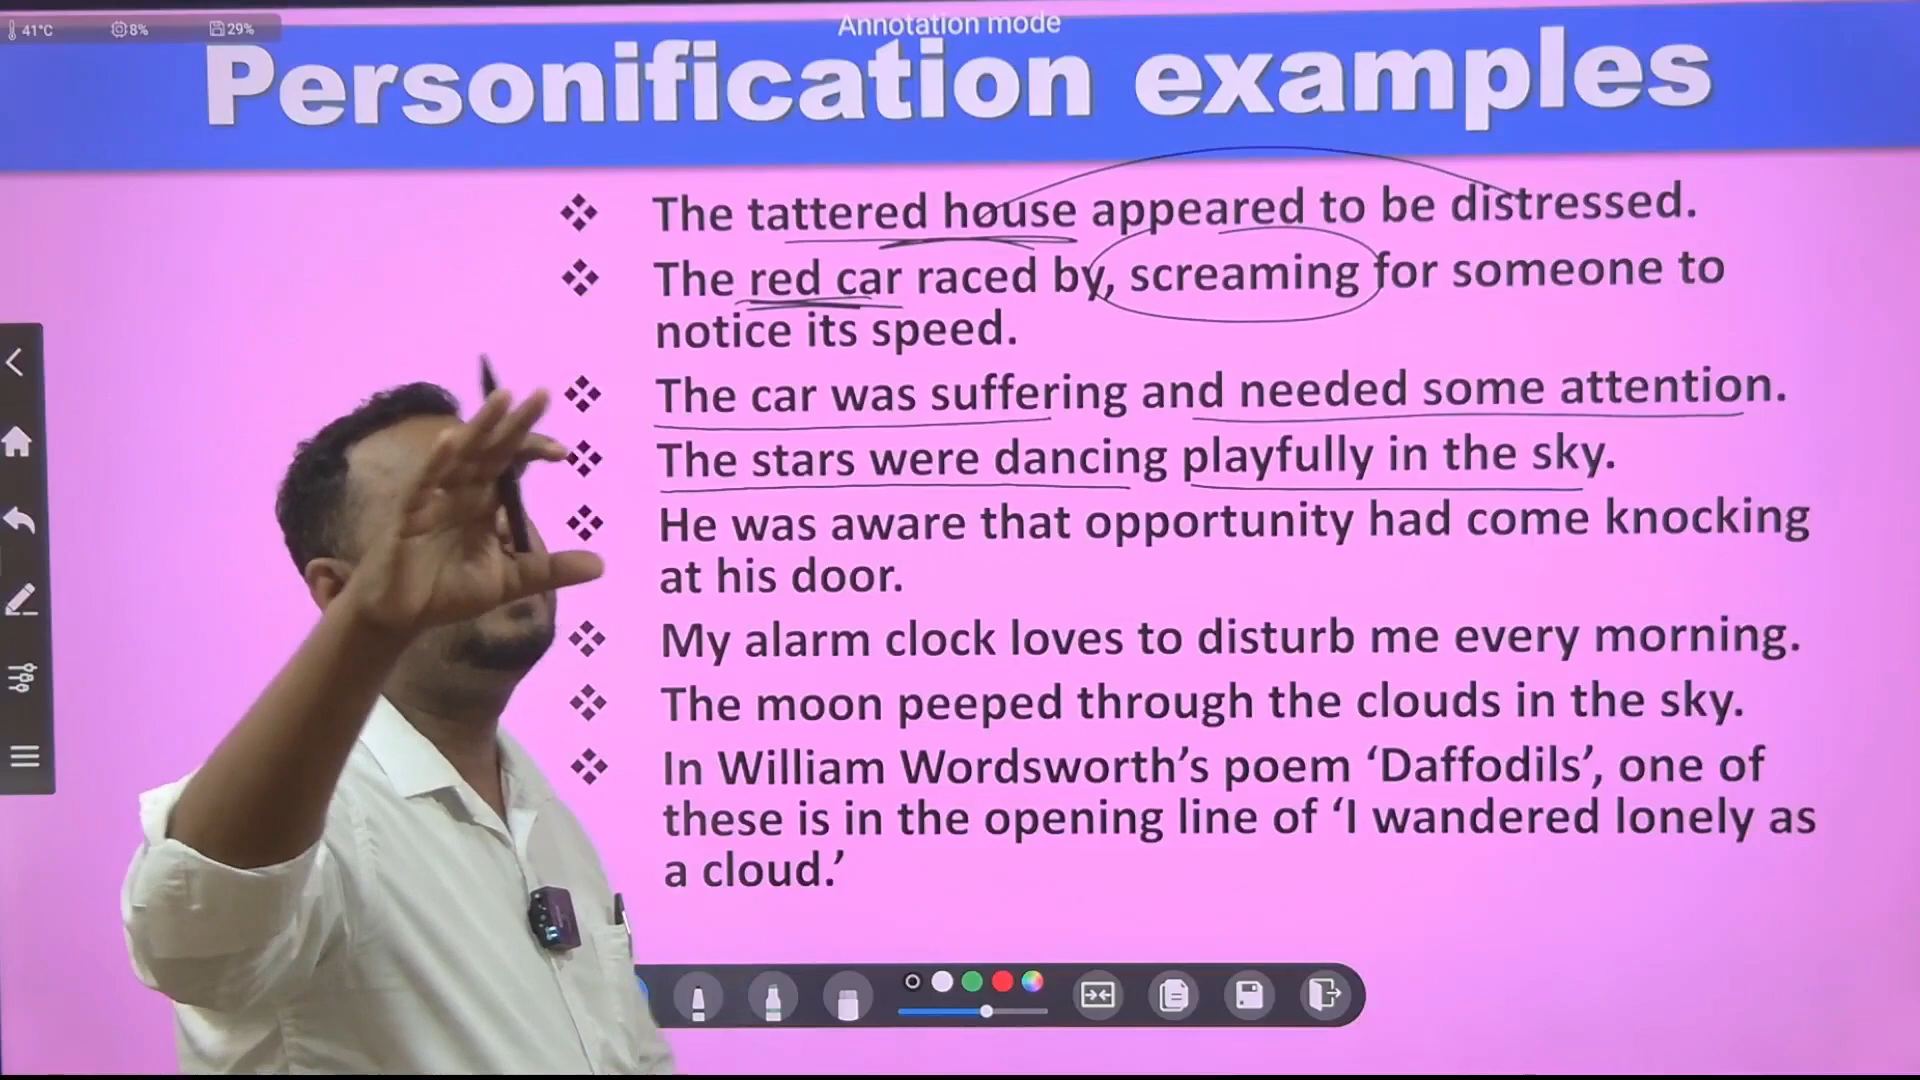 41°C 8% 29%
Annotation mode
Personification examples
❖ The tattered house appeared to be distressed.
❖ The red car raced by, screaming for someone to
notice its speed.
❖ The car was suffering and needed some attention.
❖ The stars were dancing playfully in the sky.
❖ He was aware that opportunity had come knocking
at his door.
❖ My alarm clock loves to disturb me every morning.
❖ The moon peeped through the clouds in the sky.
❖ In William Wordsworth's poem ‘Daffodils’, one of
these is in the opening line of ‘I wandered lonely as
a cloud.’